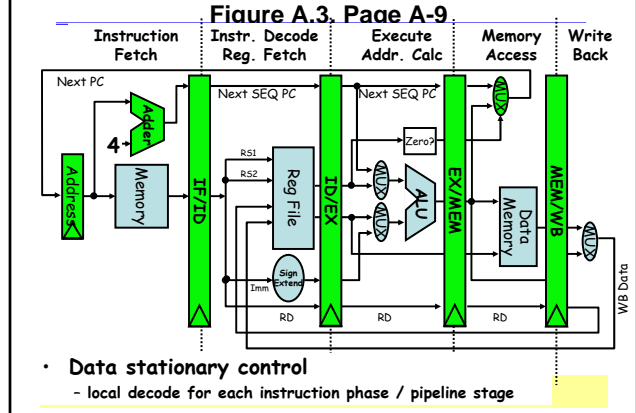 Figure A.3, Page A-9
Instruction Fetch
Instr. Decode Reg. Fetch
Execute Addr. Calc
Memory Access
Write Back
Next PC
Next SEQ PC
Next SEQ PC
MUX
4
Adder
Zero?
RS1
RS2
Address
Memory
IF/ID
Reg File
ID/EX
MUX
MUX
ALU
EX/MEM
Data Memory
MEM/WB
MUX
Sign Extend
Imm
RD
RD
RD
WB Data
· Data stationary control
– local decode for each instruction phase / pipeline stage